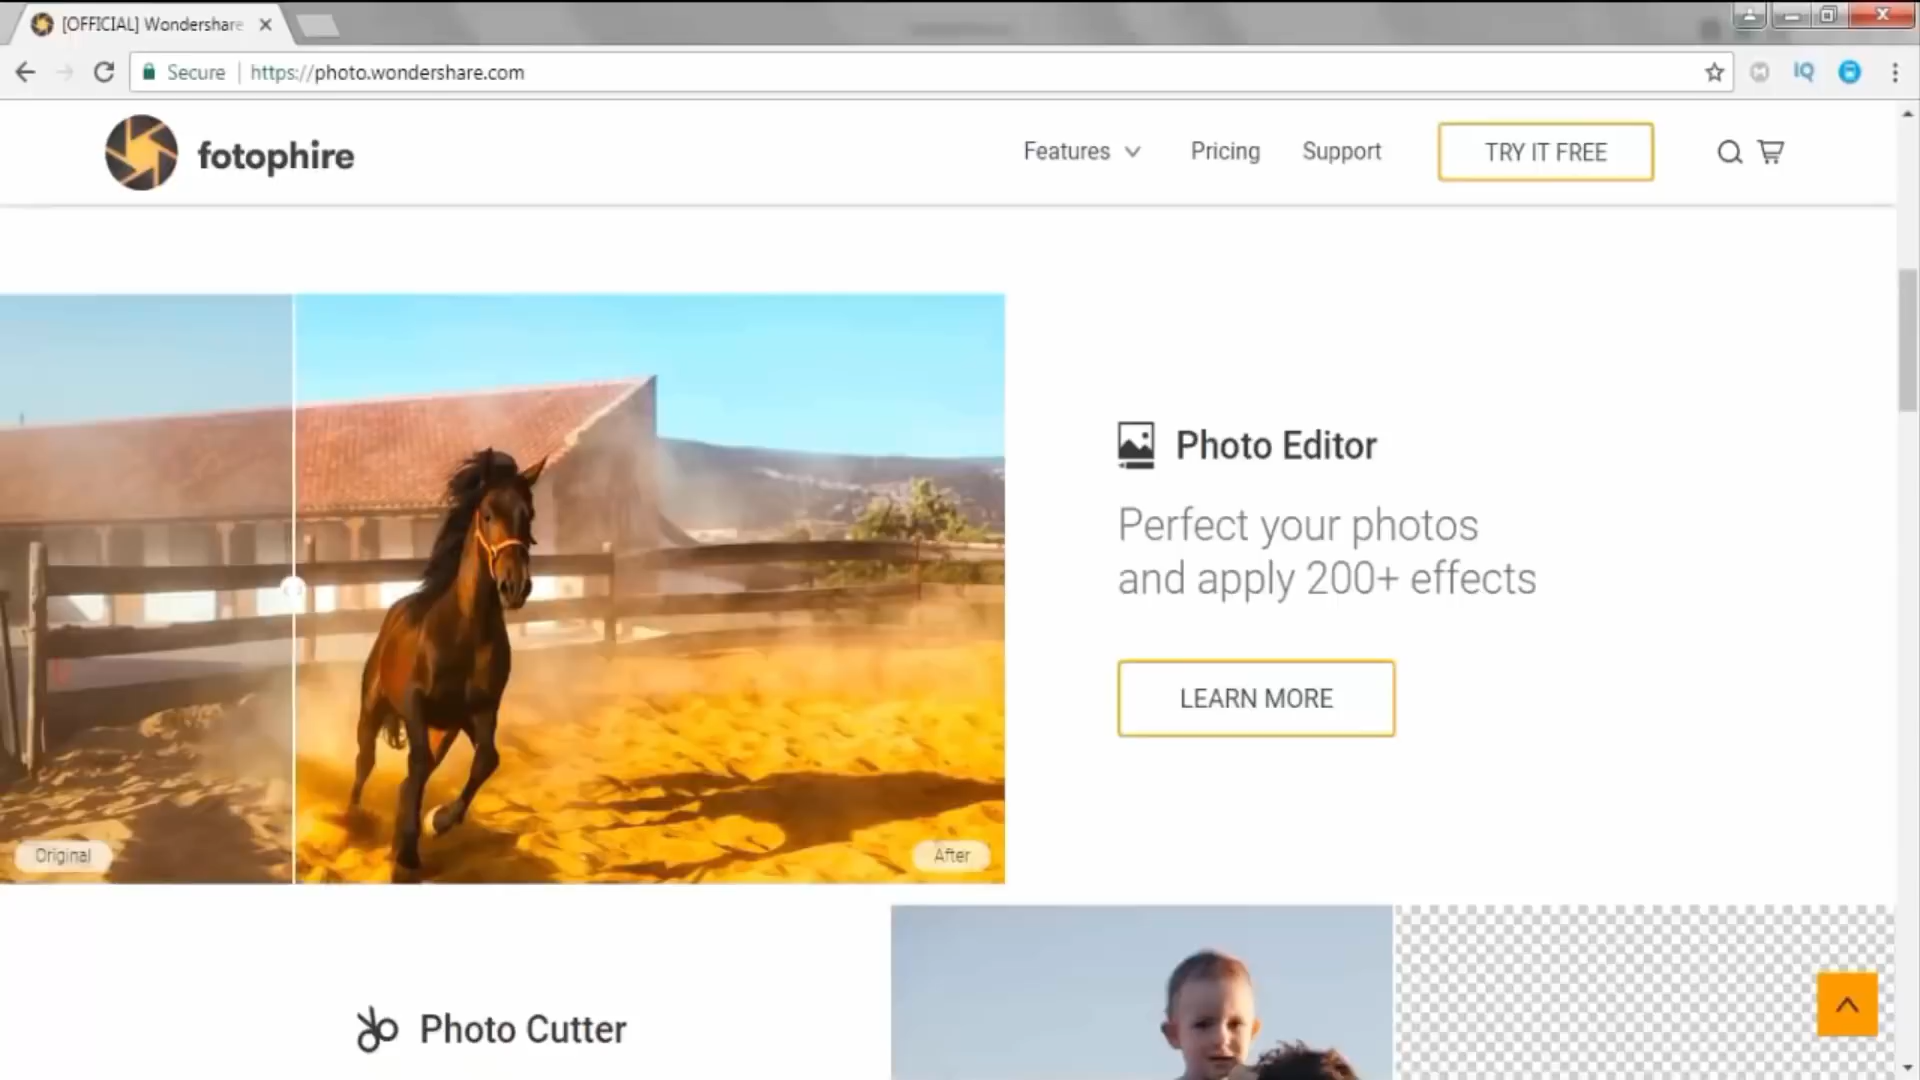 [OFFICIAL] Wondershare
Secure
https://photo.wondershare.com
IQ
fotophire
Features
Pricing
Support
TRY IT FREE
Photo Editor
Perfect your photos
and apply 200+ effects
LEARN MORE
Original
After
Photo Cutter